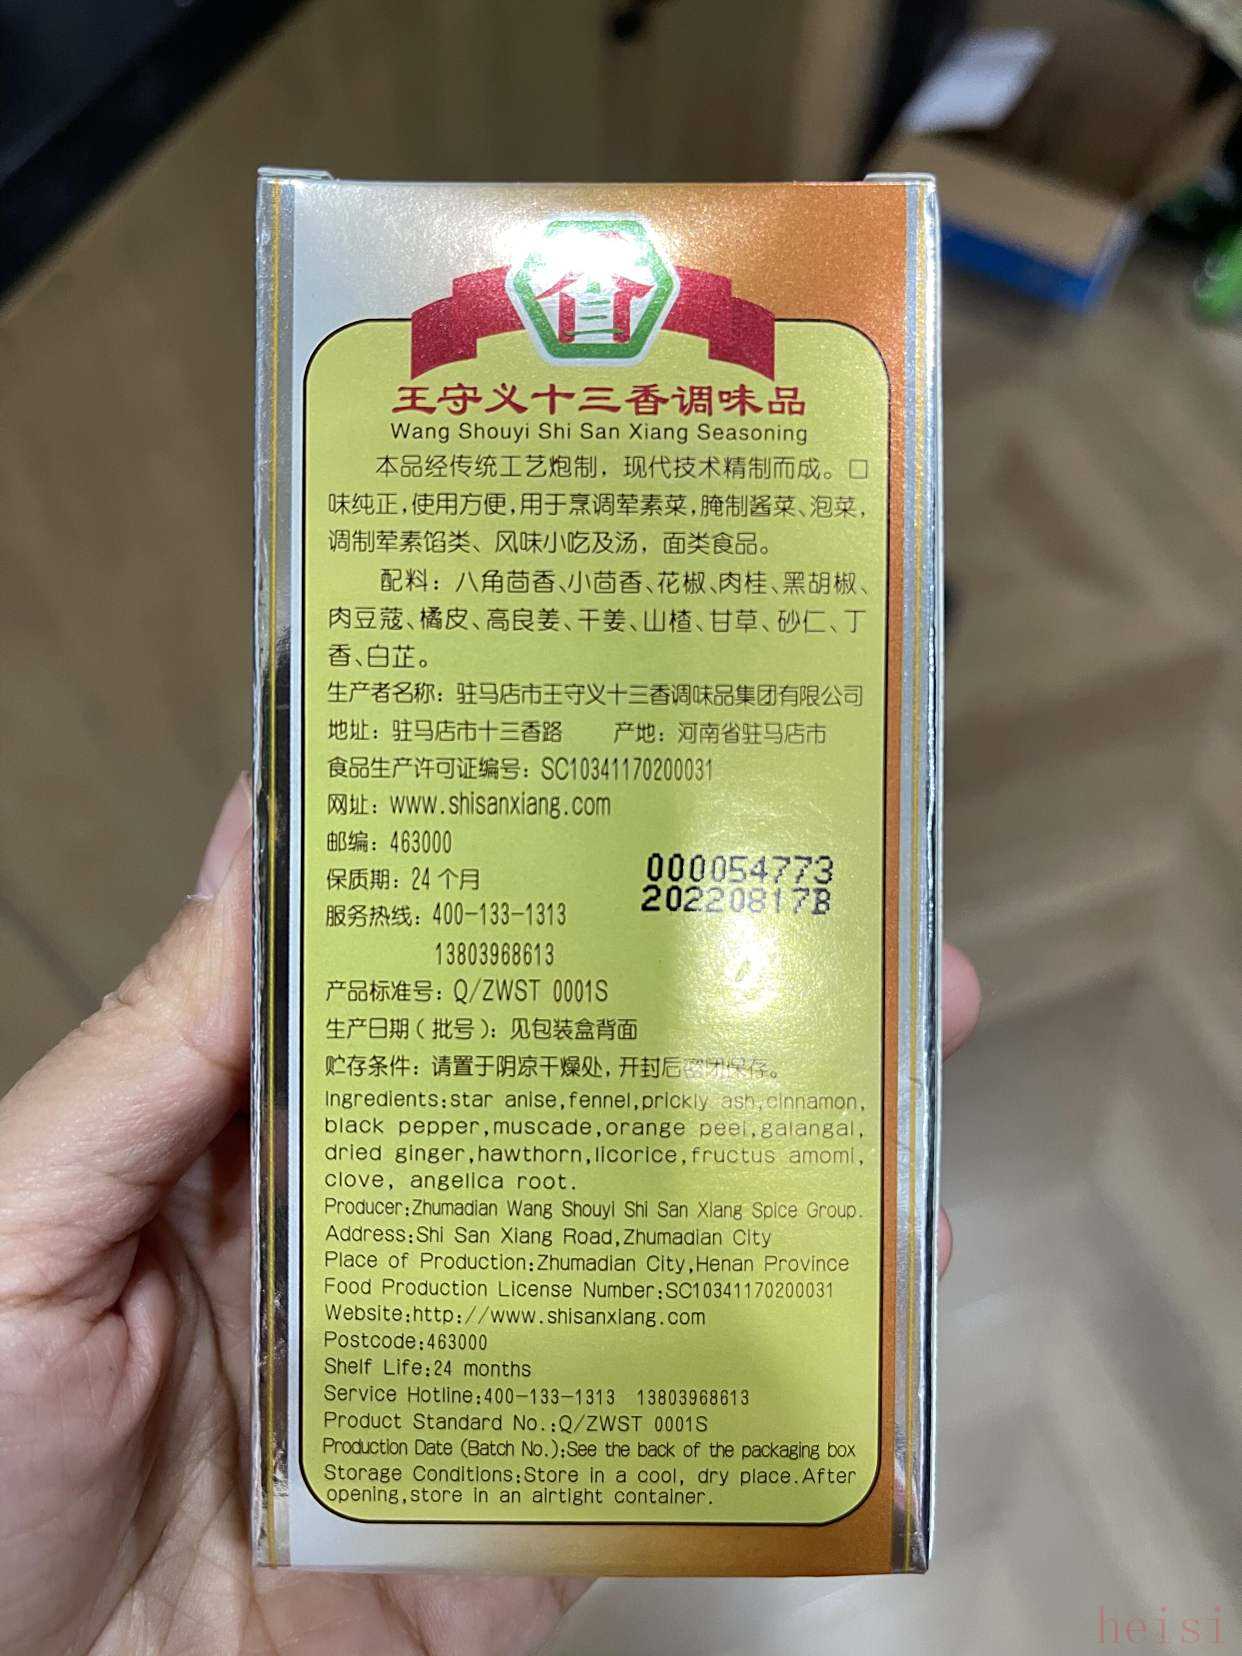 王守义十三香调味品
Wang Shouyi Shi San Xiang Seasoning
本品经传统工艺炮制，现代技术精制而成。口
味纯正，使用方便，用于烹调荤素菜，腌制酱菜、泡菜，
调制荤素馅类、风味小吃及汤，面类食品。
配料：八角茴香、小茴香、花椒、肉桂、黑胡椒、
肉豆蔻、橘皮、高良姜、干姜、山楂、甘草、砂仁、丁
香、白芷。
生产者名称：驻马店市王守义十三香调味品集团有限公司
地址：驻马店市十三香路 产地：河南省驻马店市
食品生产许可证编号：SC10341170200031
网址：www.shisanxiang.com
邮编：463000
保质期：24个月
000054773
20220817B
服务热线：400-133-1313
13803968613
产品标准号：Q/ZWST 0001S
生产日期（批号）：见包装盒背面
贮存条件：请置于阴凉干燥处，开封后密闭保存。
Ingredients:star anise,fennel,prickly ash,cinnamon,
black pepper,muscade,orange peel,galangal,
dried ginger,hawthorn,licorice,fructus amomi,
clove, angelica root.
Producer:Zhumadian Wang Shouyi Shi San Xiang Spice Group.
Address:Shi San Xiang Road,Zhumadian City
Place of Production:Zhumadian City,Henan Province
Food Production License Number:SC10341170200031
Website:http://www.shisanxiang.com
Postcode:463000
Shelf Life:24 months
Service Hotline:400-133-1313 13803968613
Product Standard No.:Q/ZWST 0001S
Production Date (Batch No.):See the back of the packaging box
Storage Conditions:Store in a cool, dry place.After
opening,store in an airtight container.
heisi